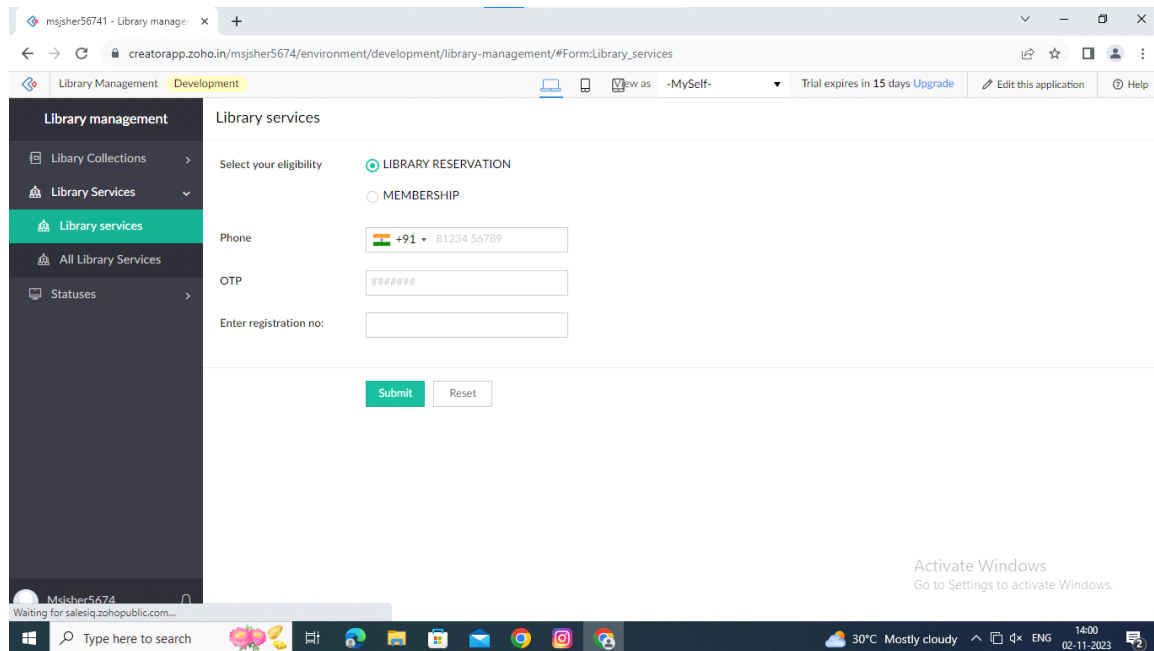 msjsher56741 - Library manage
creatorapp.zoho.in/msjsher5674/environment/development/library-management/#Form:Library_services
Library Management Development View as -MySelf- Trial expires in 15 days Upgrade Edit this application Help
Library management
Library services
Libary Collections
Library Services
Library services
All Library Services
Statuses
Select your eligibility
LIBRARY RESERVATION
MEMBERSHIP
Phone +91 81234 56789
OTP #######
Enter registration no:
Submit Reset
Activate Windows
Go to Settings to activate Windows.
Msjsher5674
Waiting for salesiq.zohopublic.com...
Type here to search
30°C Mostly cloudy
ENG
14:00
02-11-2023
2